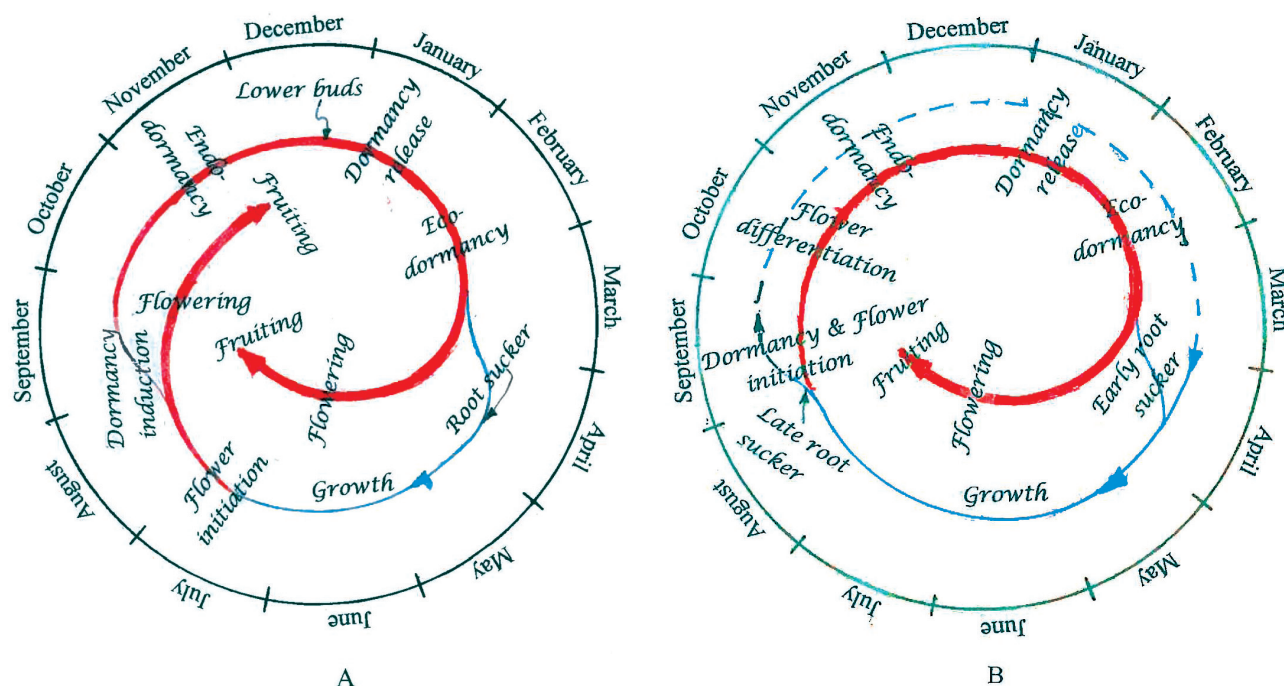 December
January
February
March
April
May
June
July
August
September
October
November
Lower buds
Dormancy
release
Endo-
dormancy
Fruiting
Eco-
dormancy
Flowering
Fruiting
Dormancy
induction
Flowering
Root sucker
Flower
initiation
Growth
A
December
January
February
March
April
May
June
July
August
September
October
November
Endo-
dormancy
Dormancy
release
Flower
differentiation
Eco-
dormancy
Dormancy & Flower
initiation
Fruiting
Flowering
Early root
sucker
Late root
sucker
Growth
B